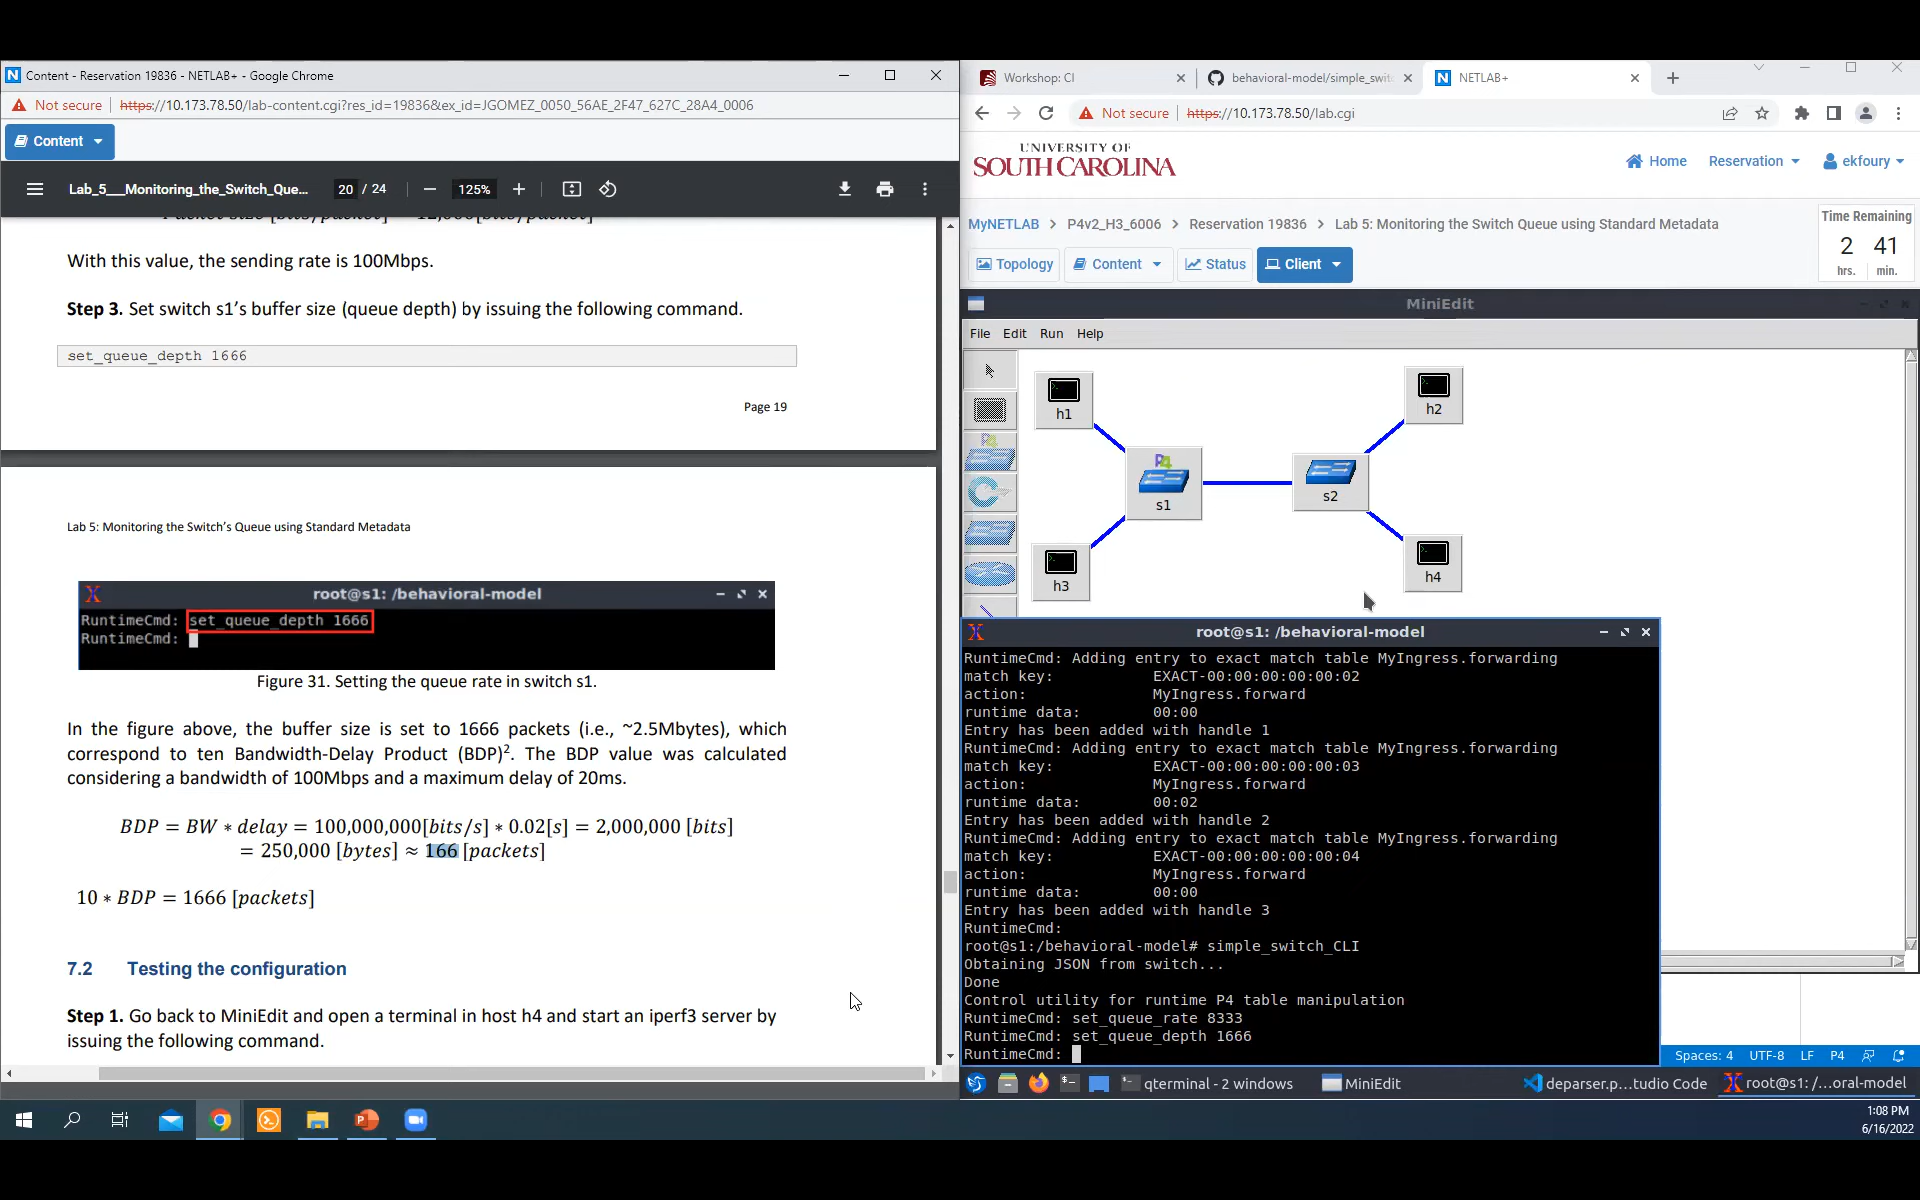 Content - Reservation 19836 - NETLAB+ - Google Chrome
Not secure https://10.173.78.50/lab-content.cgi?res_id=19836&ex_id=JGOMEZ_0050_56AE_2F47_627C_28A4_0006
Content
Lab_5___Monitoring_the_Switch_Que... 20 / 24 125%
With this value, the sending rate is 100Mbps.
Step 3. Set switch s1's buffer size (queue depth) by issuing the following command.
set_queue_depth 1666
Page 19
Lab 5: Monitoring the Switch's Queue using Standard Metadata
root@s1: /behavioral-model
RuntimeCmd: set_queue_depth 1666
RuntimeCmd:
Figure 31. Setting the queue rate in switch s1.
In the figure above, the buffer size is set to 1666 packets (i.e., ~2.5Mbytes), which
correspond to ten Bandwidth-Delay Product (BDP)2. The BDP value was calculated
considering a bandwidth of 100Mbps and a maximum delay of 20ms.
BDP = BW * delay = 100,000,000[bits/s] * 0.02[s] = 2,000,000 [bits]
= 250,000 [bytes] ≈ 166 [packets]
10 * BDP = 1666 [packets]
7.2 Testing the configuration
Step 1. Go back to MiniEdit and open a terminal in host h4 and start an iperf3 server by
issuing the following command.
Workshop: CI
behavioral-model/simple_swit
NETLAB+
Not secure https://10.173.78.50/lab.cgi
UNIVERSITY OF
SOUTH CAROLINA
Home Reservation ekfoury
MyNETLAB > P4v2_H3_6006 > Reservation 19836 > Lab 5: Monitoring the Switch Queue using Standard Metadata
Time Remaining
2 41
hrs. min.
Topology Content Status Client
MiniEdit
File Edit Run Help
h1
h2
s1
s2
h3
h4
P4
P4
root@s1: /behavioral-model
RuntimeCmd: Adding entry to exact match table MyIngress.forwarding
match key: EXACT-00:00:00:00:00:02
action: MyIngress.forward
runtime data: 00:00
Entry has been added with handle 1
RuntimeCmd: Adding entry to exact match table MyIngress.forwarding
match key: EXACT-00:00:00:00:00:03
action: MyIngress.forward
runtime data: 00:02
Entry has been added with handle 2
RuntimeCmd: Adding entry to exact match table MyIngress.forwarding
match key: EXACT-00:00:00:00:00:04
action: MyIngress.forward
runtime data: 00:00
Entry has been added with handle 3
RuntimeCmd:
root@s1:/behavioral-model# simple_switch_CLI
Obtaining JSON from switch...
Done
Control utility for runtime P4 table manipulation
RuntimeCmd: set_queue_rate 8333
RuntimeCmd: set_queue_depth 1666
RuntimeCmd:
Spaces: 4 UTF-8 LF P4
qterminal - 2 windows MiniEdit deparser.p...tudio Code root@s1: /...oral-model
1:08 PM
6/16/2022